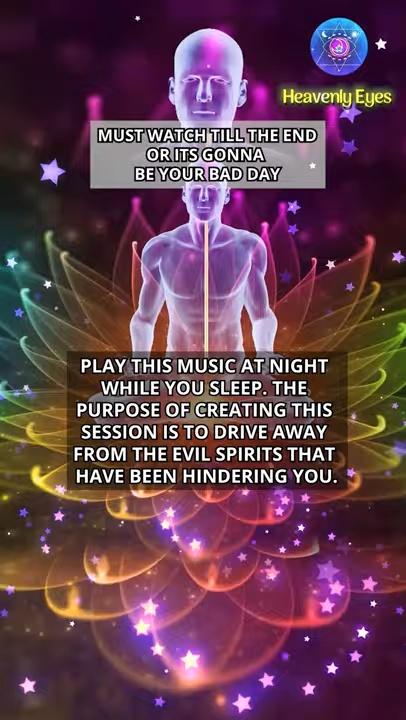 Heavenly Eyes
MUST WATCH TILL THE END
OR ITS GONNA
BE YOUR BAD DAY
PLAY THIS MUSIC AT NIGHT
WHILE YOU SLEEP. THE
PURPOSE OF CREATING THIS
SESSION IS TO DRIVE AWAY
FROM THE EVIL SPIRITS THAT
HAVE BEEN HINDERING YOU.